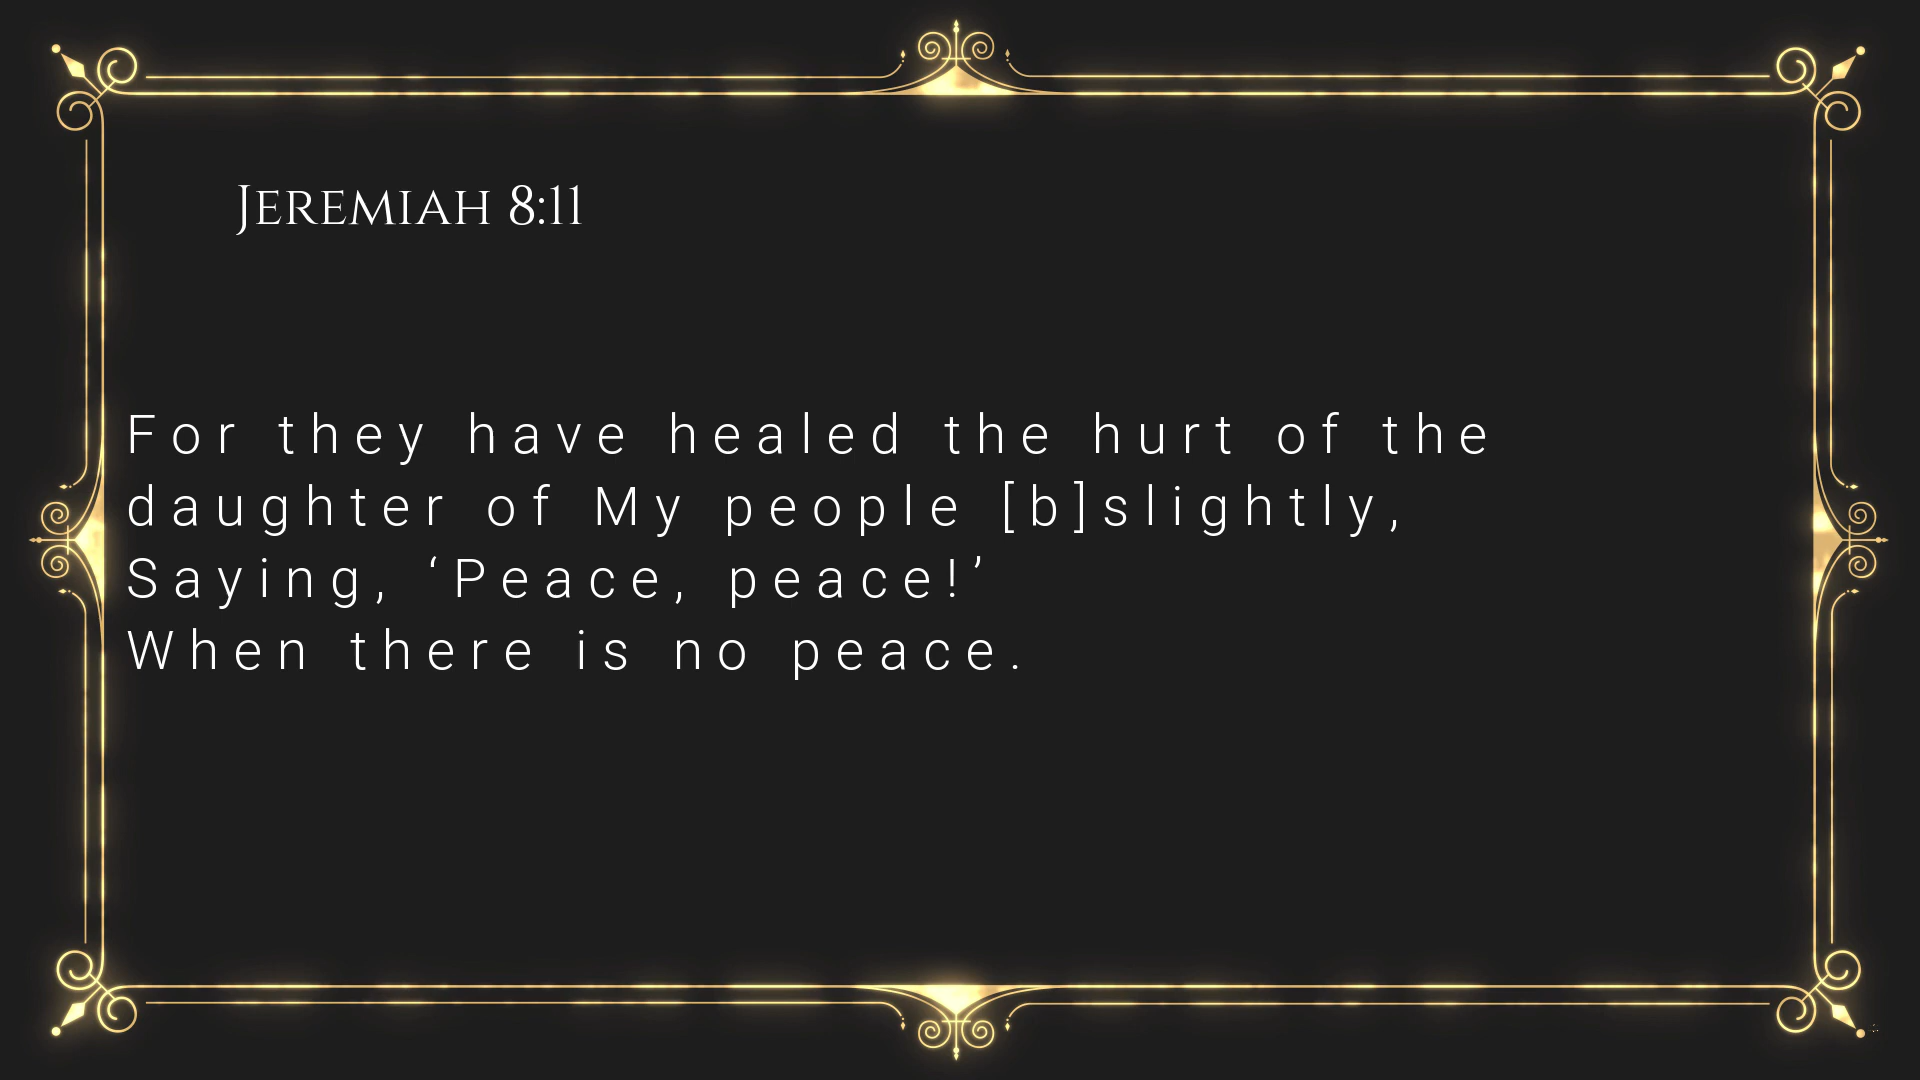 Jeremiah 8:11
For they have healed the hurt of the
daughter of My people [b]slightly,
Saying, ‘Peace, peace!’
When there is no peace.